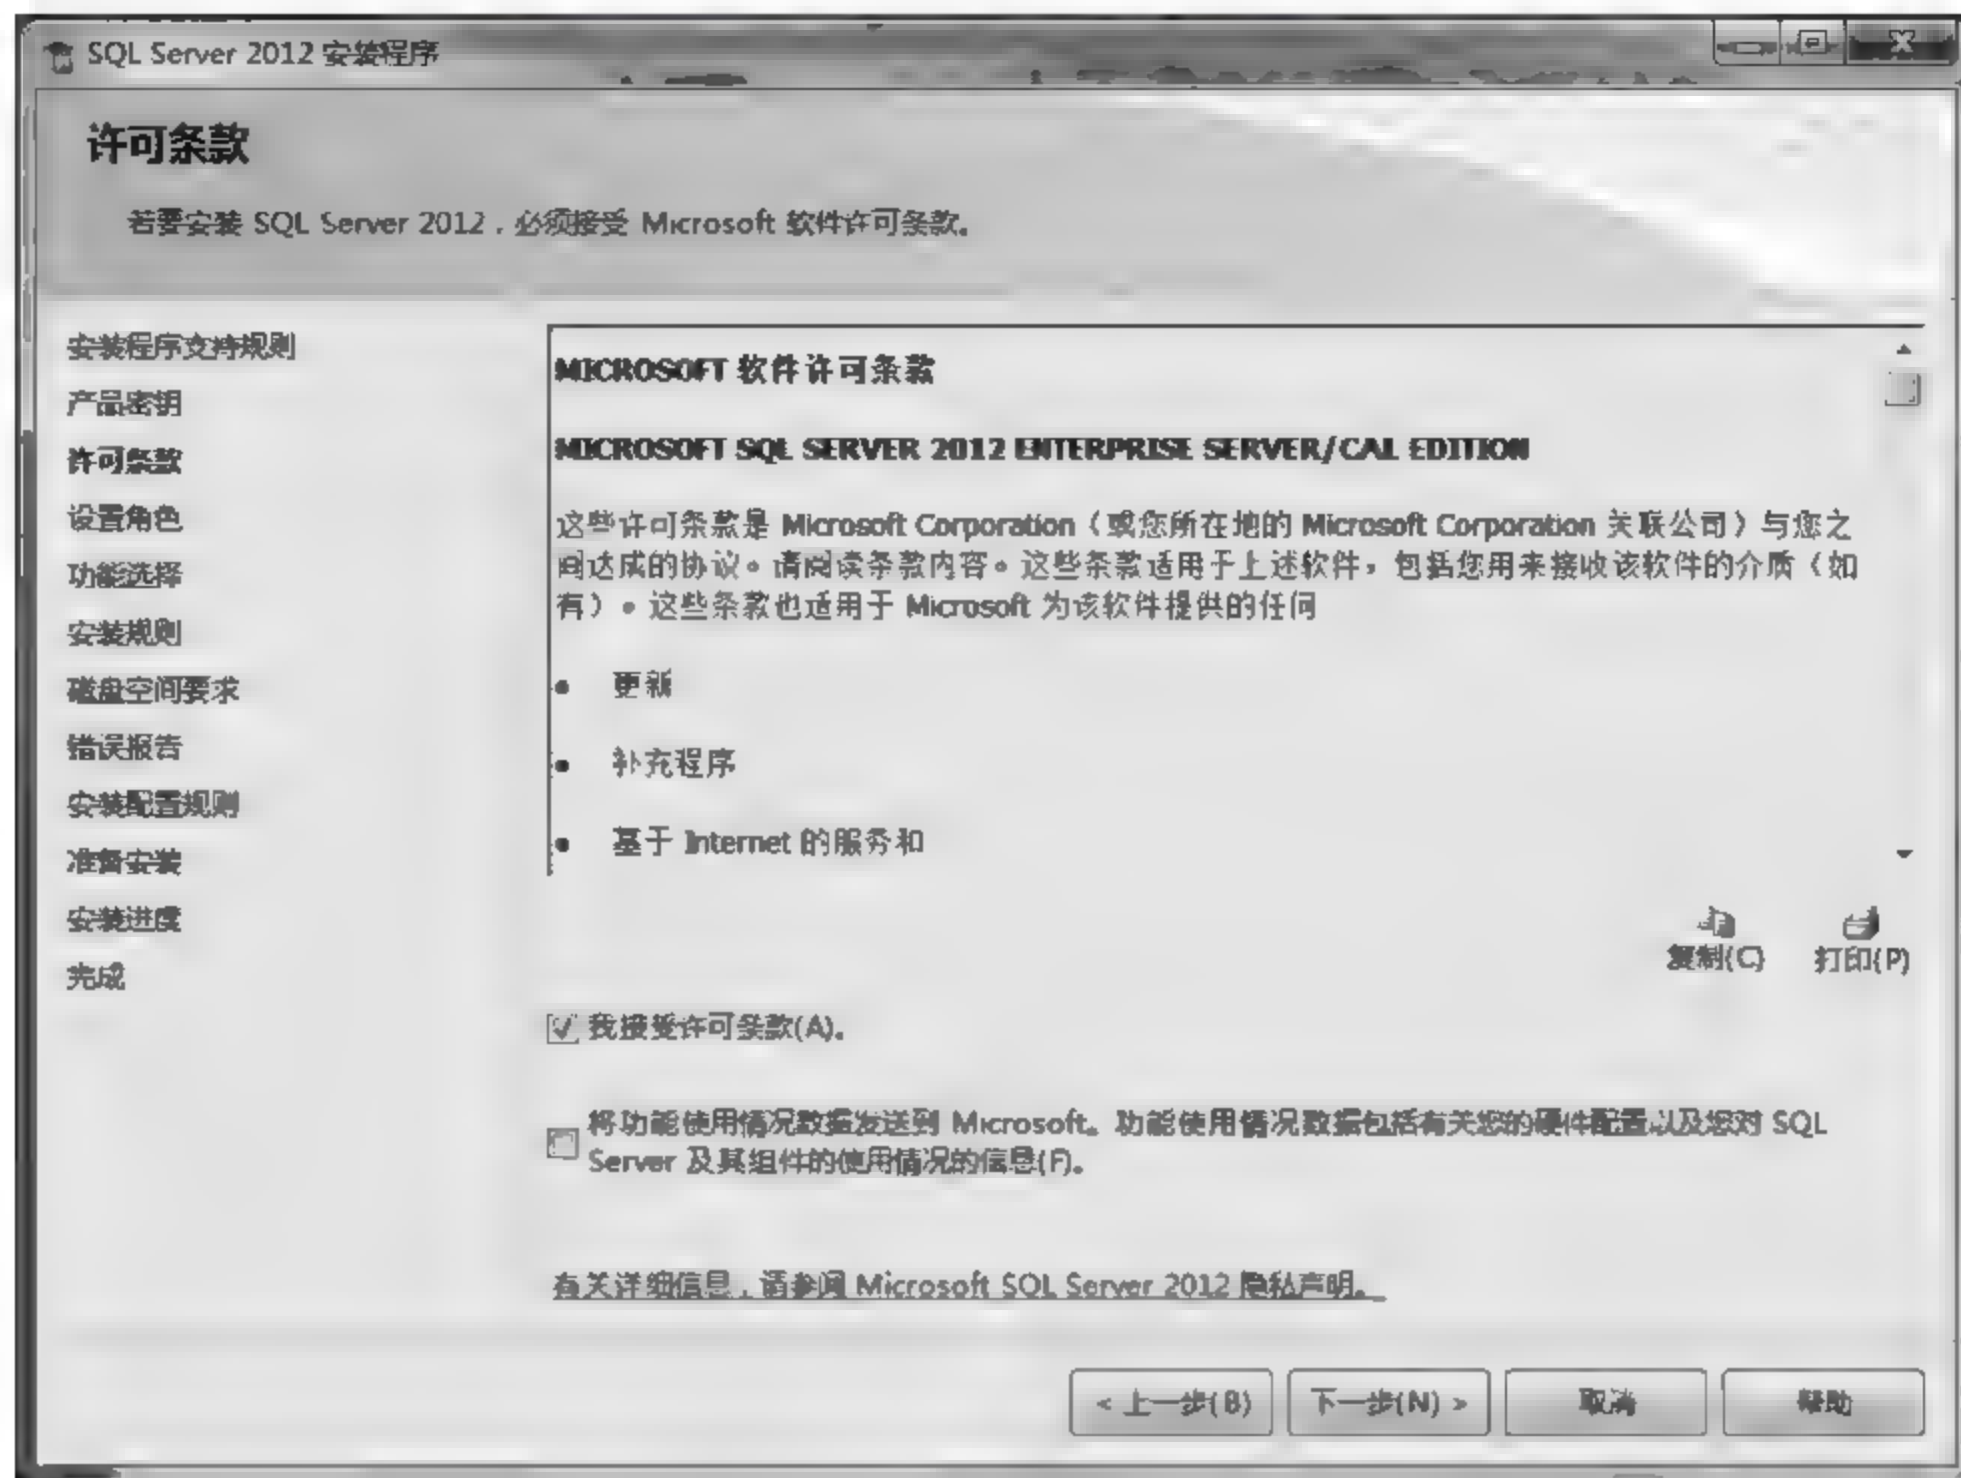 SQL Server 2012 安装程序
许可条款
若要安装 SQL Server 2012，必须接受 Microsoft 软件许可条款。
安装程序支持规则
产品密钥
许可条款
设置角色
功能选择
安装规则
磁盘空间要求
错误报告
安装配置规则
准备安装
安装进度
完成
MICROSOFT 软件许可条款
MICROSOFT SQL SERVER 2012 ENTERPRISE SERVER/CAL EDITION
这些许可条款是 Microsoft Corporation（或您所在地的 Microsoft Corporation 关联公司）与您之
间达成的协议。请阅读条款内容。这些条款适用于上述软件，包括您用来接收该软件的介质（如
有）。这些条款也适用于 Microsoft 为该软件提供的任何
• 更新
• 补充程序
• 基于 Internet 的服务和
复制(C)
打印(P)
我接受许可条款(A)。
将功能使用情况数据发送到 Microsoft。功能使用情况数据包括有关您的硬件配置以及您对 SQL
Server 及其组件的使用情况的信息(F)。
有关详细信息，请参阅 Microsoft SQL Server 2012 隐私声明。
< 上一步(B)
下一步(N) >
取消
帮助